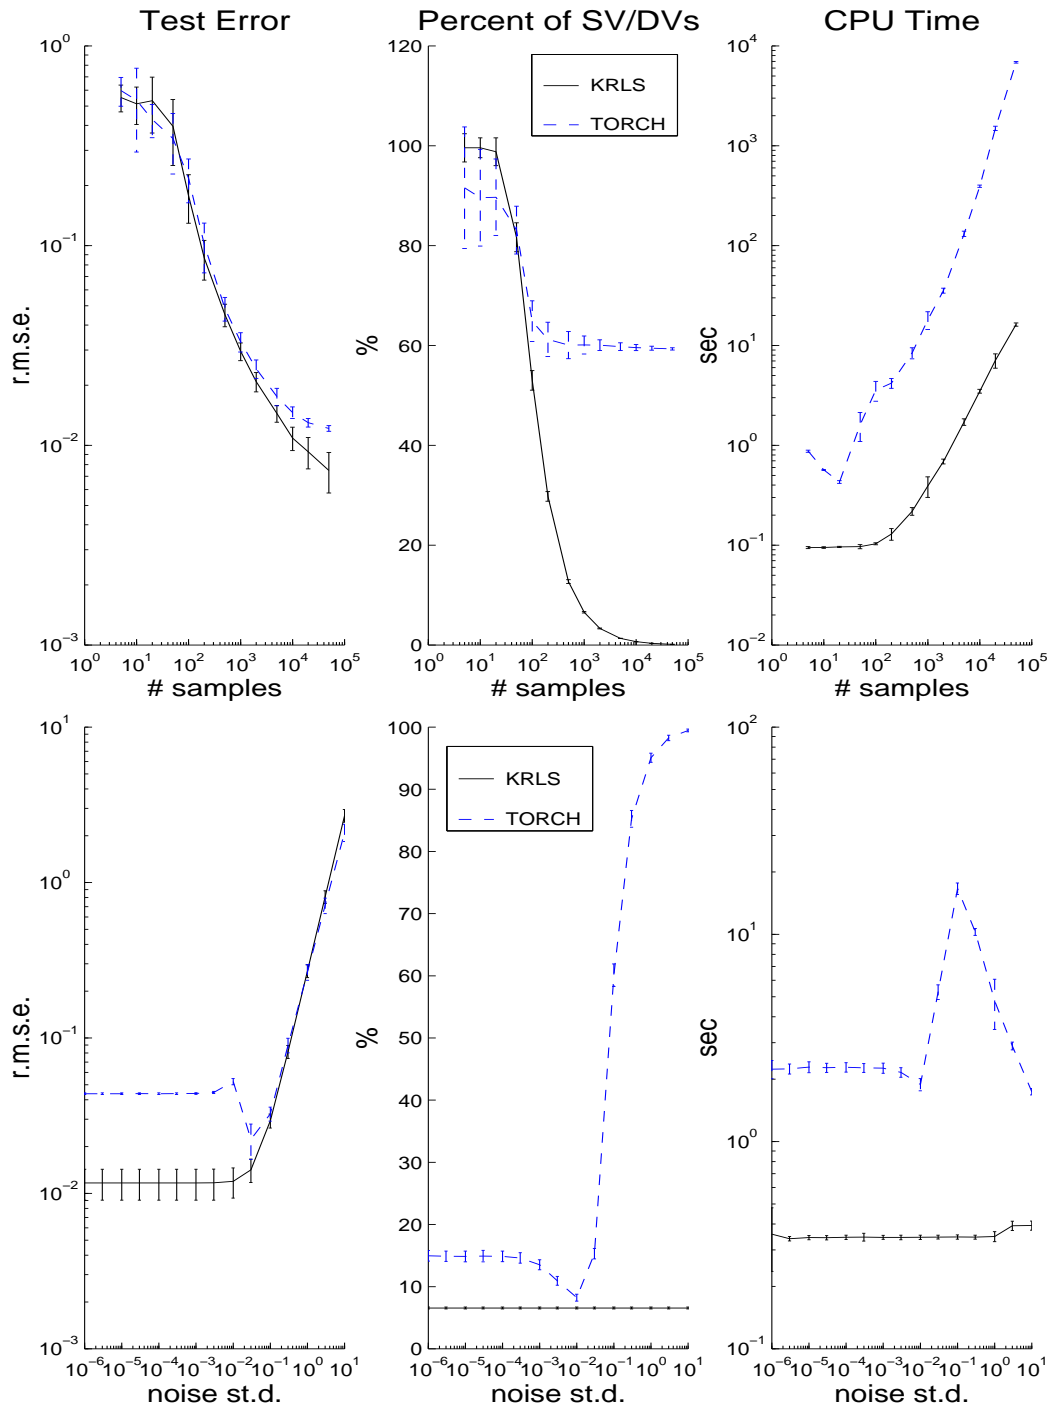 Test Error
Percent of SV/DVs
CPU Time
10^0
10^−1
10^−2
10^−3
r.m.s.e.
10^0 10^1 10^2 10^3 10^4 10^5
# samples
120
100
80
60
40
20
0
%
KRLS
TORCH
10^0 10^1 10^2 10^3 10^4 10^5
# samples
10^4
10^3
10^2
10^1
10^0
10^−1
10^−2
sec
10^0 10^1 10^2 10^3 10^4 10^5
# samples
10^1
10^0
10^−1
10^−2
10^−3
r.m.s.e.
10^−6 10^−5 10^−4 10^−3 10^−2 10^−1 10^0 10^1
noise st.d.
100
90
80
70
60
50
40
30
20
10
0
%
KRLS
TORCH
10^−6 10^−5 10^−4 10^−3 10^−2 10^−1 10^0 10^1
noise st.d.
10^2
10^1
10^0
10^−1
sec
10^−6 10^−5 10^−4 10^−3 10^−2 10^−1 10^0 10^1
noise st.d.